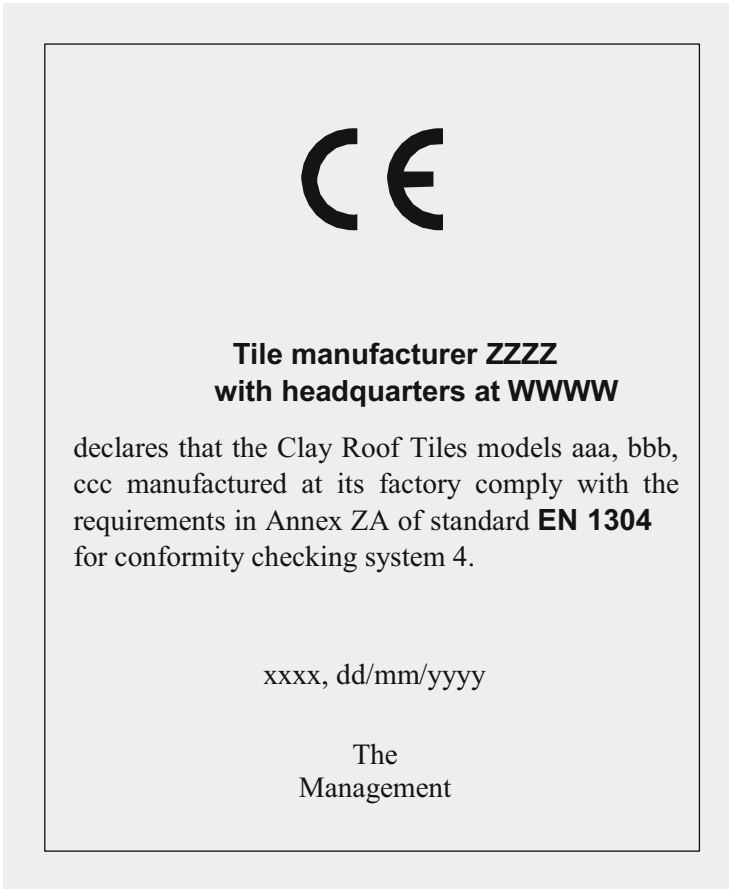 CE
Tile manufacturer ZZZZ
with headquarters at WWWW
declares that the Clay Roof Tiles models aaa, bbb,
ccc manufactured at its factory comply with the
requirements in Annex ZA of standard EN 1304
for conformity checking system 4.
xxxx, dd/mm/yyyy
The
Management